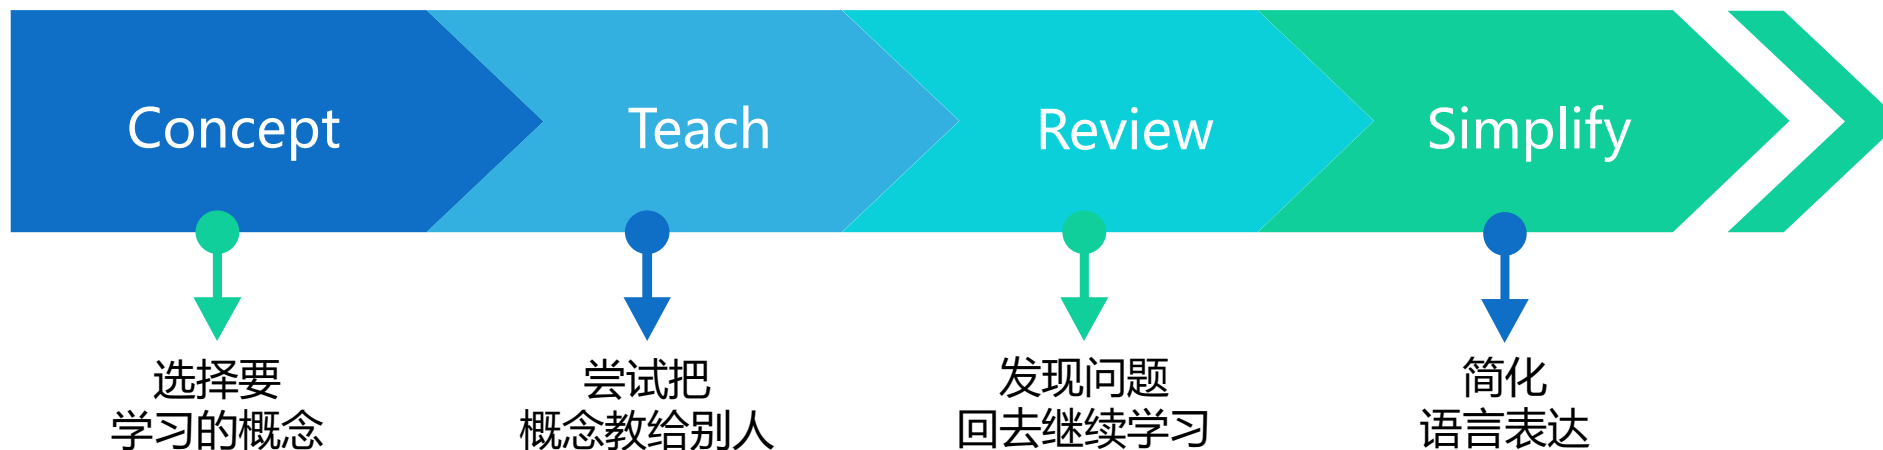 Concept
Teach
Review
Simplify
选择要
学习的概念
尝试把
概念教给别人
发现问题
回去继续学习
简化
语言表达